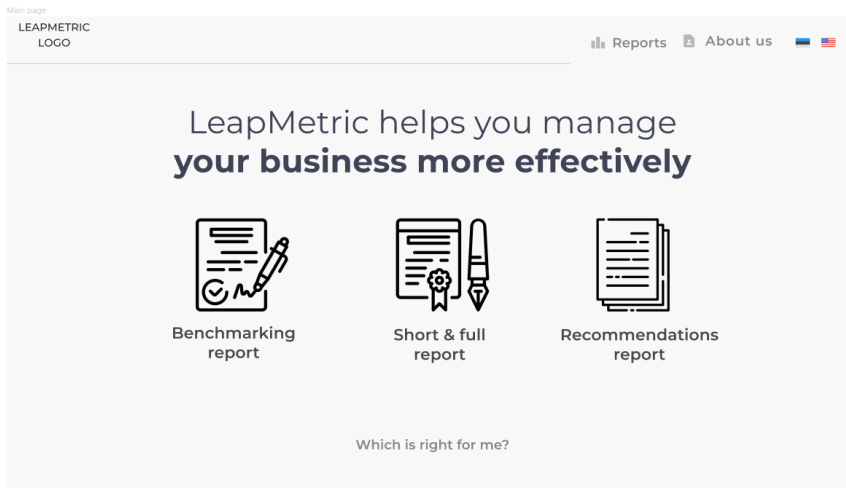 Main page
LEAPMETRIC
LOGO
Reports
About us
LeapMetric helps you manage
your business more effectively
Benchmarking
report
Short & full
report
Recommendations
report
Which is right for me?